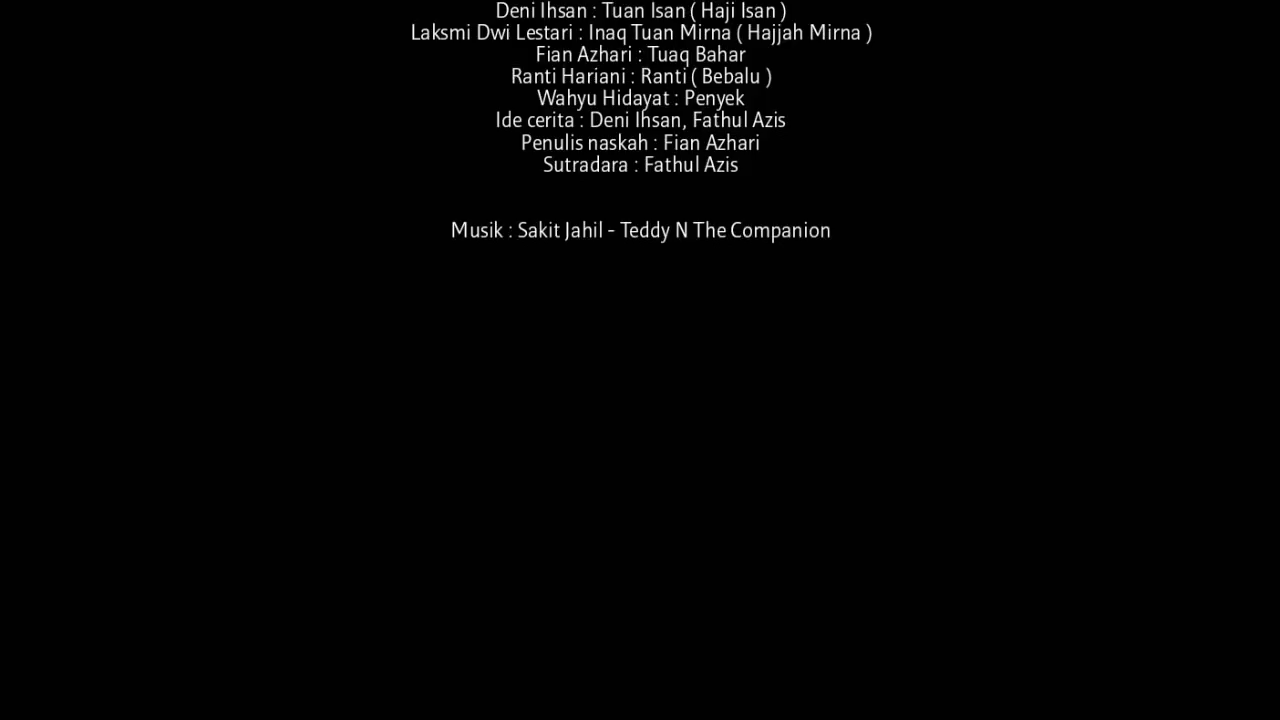 Deni Ihsan : Tuan Isan ( Haji Isan )
Laksmi Dwi Lestari : Inaq Tuan Mirna ( Hajjah Mirna )
Fian Azhari : Tuaq Bahar
Ranti Hariani : Ranti ( Bebalu )
Wahyu Hidayat : Penyek
Ide cerita : Deni Ihsan, Fathul Azis
Penulis naskah : Fian Azhari
Sutradara : Fathul Azis
Musik : Sakit Jahil - Teddy N The Companion